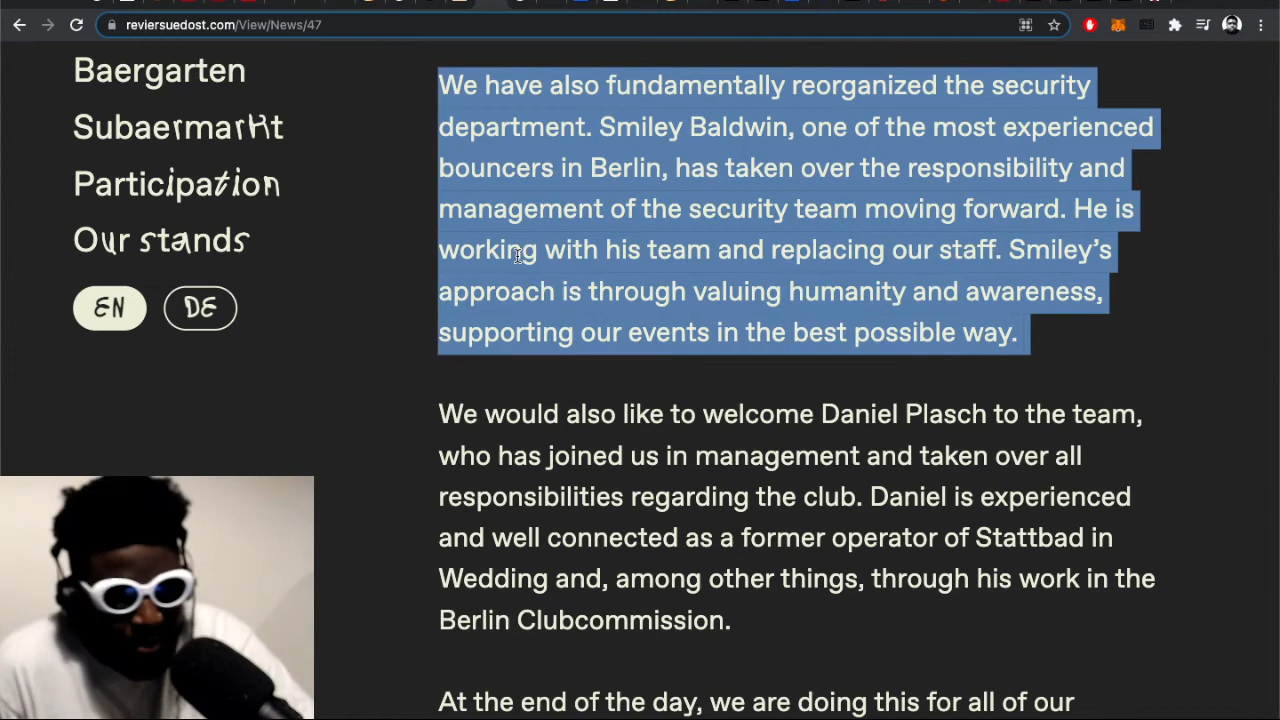 reviersuedost.com/View/News/47
Baergarten
Subaermarkt
Participation
Our stands
EN DE
We have also fundamentally reorganized the security
department. Smiley Baldwin, one of the most experienced
bouncers in Berlin, has taken over the responsibility and
management of the security team moving forward. He is
working with his team and replacing our staff. Smiley’s
approach is through valuing humanity and awareness,
supporting our events in the best possible way.
We would also like to welcome Daniel Plasch to the team,
who has joined us in management and taken over all
responsibilities regarding the club. Daniel is experienced
and well connected as a former operator of Stattbad in
Wedding and, among other things, through his work in the
Berlin Clubcommission.
At the end of the day, we are doing this for all of our